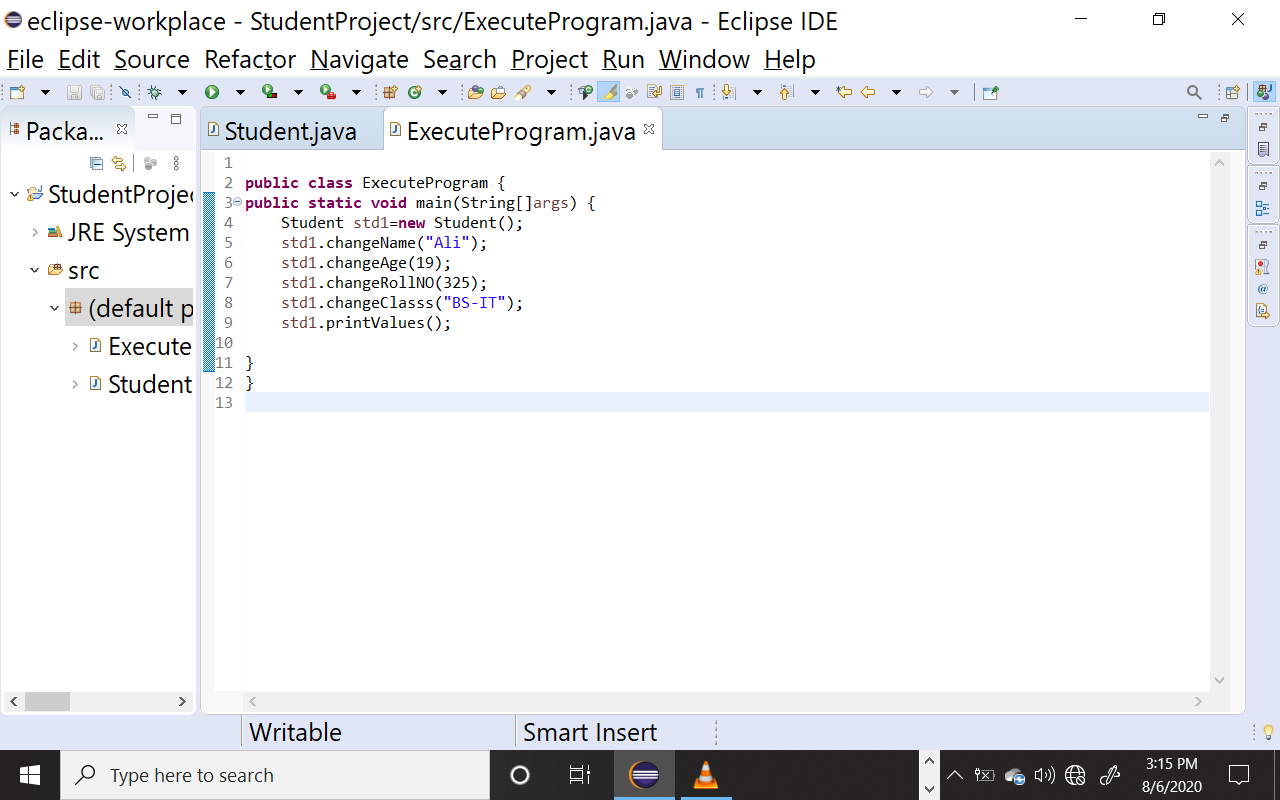 eclipse-workplace - StudentProject/src/ExecuteProgram.java - Eclipse IDE
File Edit Source Refactor Navigate Search Project Run Window Help
Packa...
Student.java
ExecuteProgram.java
StudentProjec
JRE System
src
(default p
Execute
Student
1
2 public class ExecuteProgram {
3 public static void main(String[]args) {
4     Student std1=new Student();
5     std1.changeName("Ali");
6     std1.changeAge(19);
7     std1.changeRollNO(325);
8     std1.changeClasss("BS-IT");
9     std1.printValues();
10
11 }
12 }
13
Writable
Smart Insert
Type here to search
3:15 PM
8/6/2020